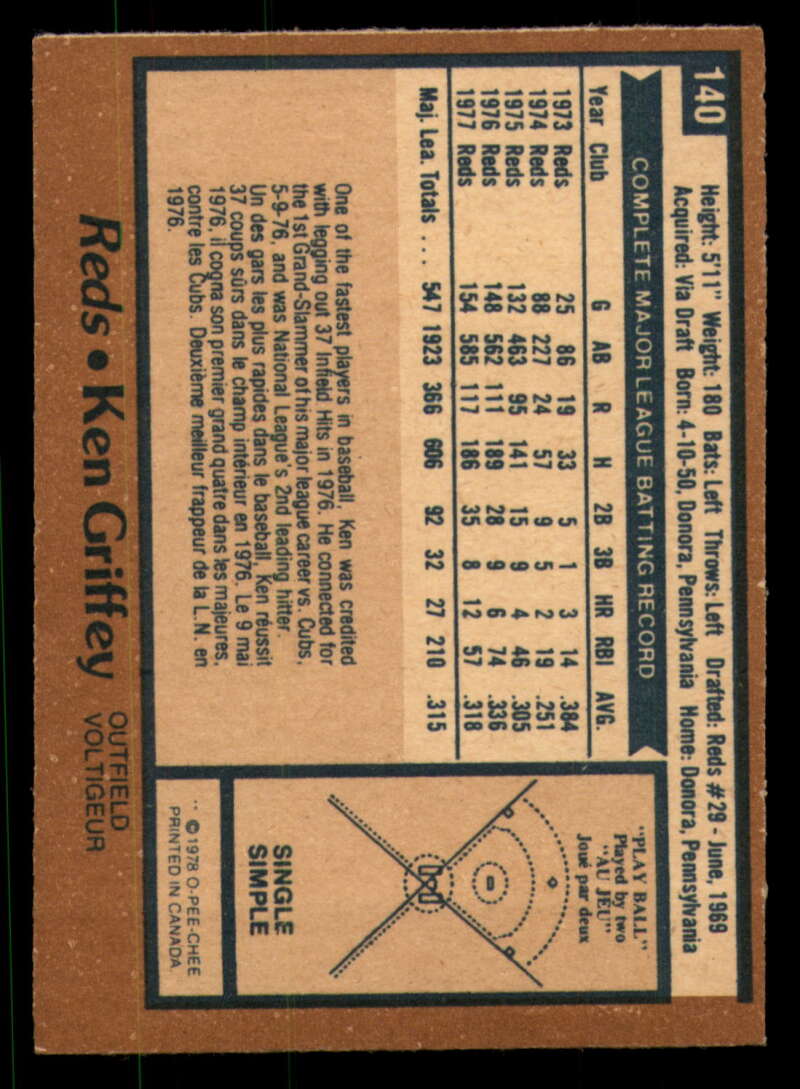 140
Height: 5'11" Weight: 180 Bats: Left Throws: Left Drafted: Reds #29 - June, 1969
Acquired: Via Draft Born: 4-10-50, Donora, Pennsylvania Home: Donora, Pennsylvania
COMPLETE MAJOR LEAGUE BATTING RECORD
Year Club G AB R H 2B 3B HR RBI AVG.
1973 Reds 25 86 19 33 5 1 3 14 .384
1974 Reds 88 227 24 57 9 5 2 19 .251
1975 Reds 132 463 95 141 15 9 4 46 .305
1976 Reds 148 562 111 189 28 9 6 74 .336
1977 Reds 154 585 117 186 35 8 12 57 .318
Maj. Lea. Totals . . . 547 1923 366 606 92 32 27 210 .315
One of the fastest players in baseball, Ken was credited
with legging out 37 Infield Hits in 1976. He connected for
the 1st Grand-Slammer of his major league career vs. Cubs,
5-9-76, and was National League's 2nd leading hitter.
Un des gars les plus rapides dans le baseball, Ken réussit
37 coups sûrs dans le champ intérieur en 1976. Le 9 mai
1976, il cogna son premier grand quatre dans les majeures,
contre les Cubs. Deuxième meilleur frappeur de la L.N. en
1976.
"PLAY BALL"
Played by two
"AU JEU"
Joué par deux
SINGLE
SIMPLE
** © 1978 O-PEE-CHEE
PRINTED IN CANADA
Reds • Ken Griffey
OUTFIELD
VOLTIGEUR